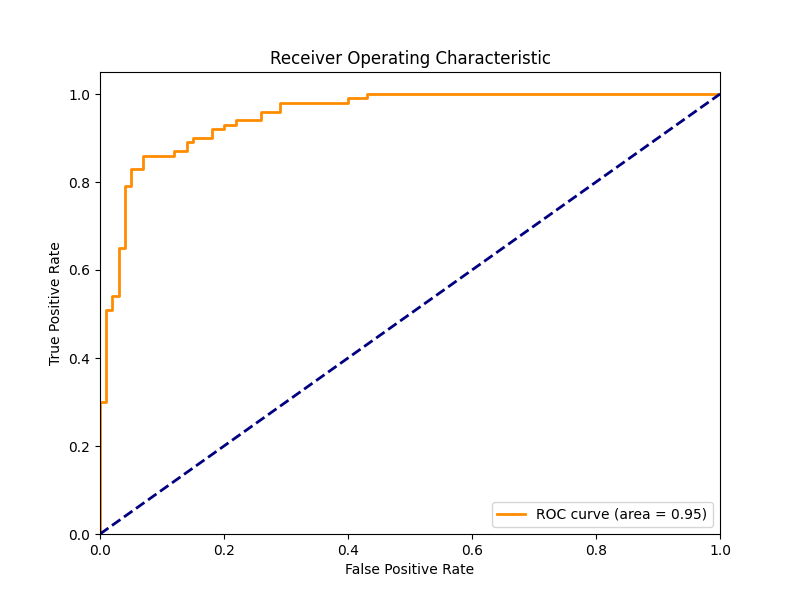 Receiver Operating Characteristic
True Positive Rate
1.0
0.8
0.6
0.4
0.2
0.0
0.0 0.2 0.4 0.6 0.8 1.0
False Positive Rate
ROC curve (area = 0.95)